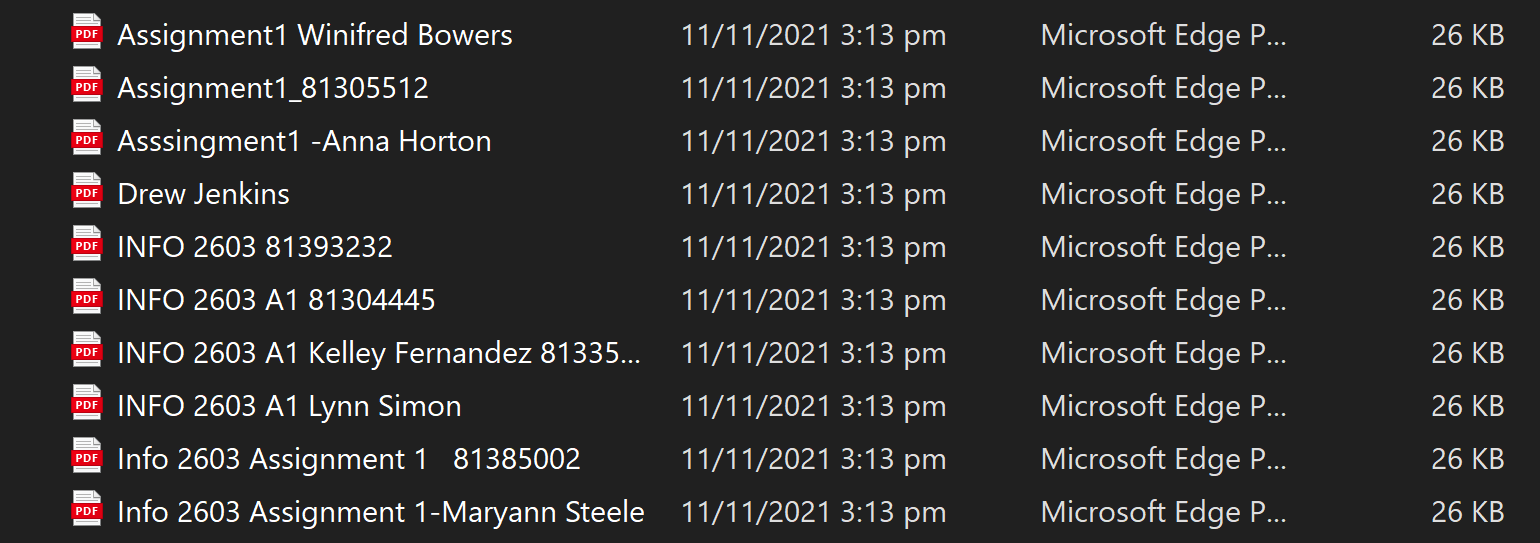 PDF Assignment1 Winifred Bowers 11/11/2021 3:13 pm Microsoft Edge P... 26 KB
PDF Assignment1_81305512 11/11/2021 3:13 pm Microsoft Edge P... 26 KB
PDF Asssingment1 -Anna Horton 11/11/2021 3:13 pm Microsoft Edge P... 26 KB
PDF Drew Jenkins 11/11/2021 3:13 pm Microsoft Edge P... 26 KB
PDF INFO 2603 81393232 11/11/2021 3:13 pm Microsoft Edge P... 26 KB
PDF INFO 2603 A1 81304445 11/11/2021 3:13 pm Microsoft Edge P... 26 KB
PDF INFO 2603 A1 Kelley Fernandez 81335... 11/11/2021 3:13 pm Microsoft Edge P... 26 KB
PDF INFO 2603 A1 Lynn Simon 11/11/2021 3:13 pm Microsoft Edge P... 26 KB
PDF Info 2603 Assignment 1   81385002 11/11/2021 3:13 pm Microsoft Edge P... 26 KB
PDF Info 2603 Assignment 1-Maryann Steele 11/11/2021 3:13 pm Microsoft Edge P... 26 KB